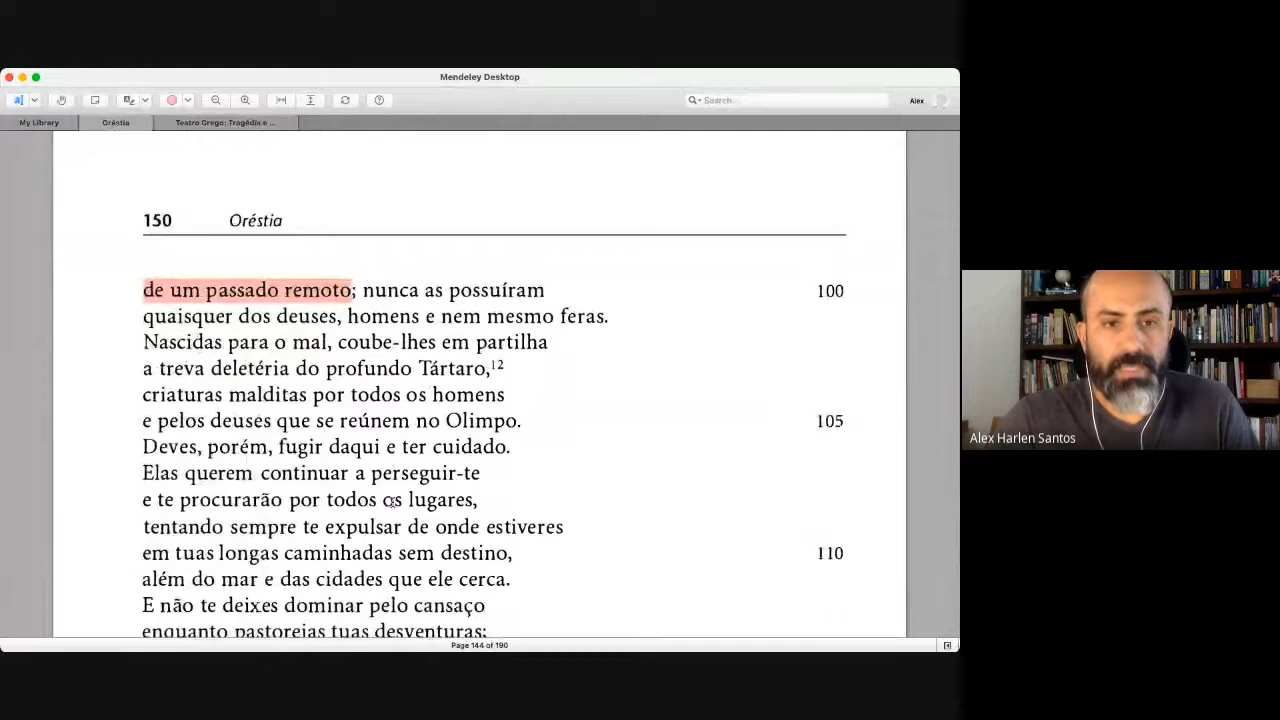 Mendeley Desktop
Search...
Alex
My Library
Oréstia
Teatro Grego: Tragédia e ...
150 Oréstia
de um passado remoto; nunca as possuíram 100
quaisquer dos deuses, homens e nem mesmo feras.
Nascidas para o mal, coube-lhes em partilha
a treva deletéria do profundo Tártaro,¹²
criaturas malditas por todos os homens
e pelos deuses que se reúnem no Olimpo. 105
Deves, porém, fugir daqui e ter cuidado.
Elas querem continuar a perseguir-te
e te procurarão por todos os lugares,
tentando sempre te expulsar de onde estiveres
em tuas longas caminhadas sem destino, 110
além do mar e das cidades que ele cerca.
E não te deixes dominar pelo cansaço
enquanto pastoreias tuas desventuras;
Page 144 of 190
Alex Harlen Santos